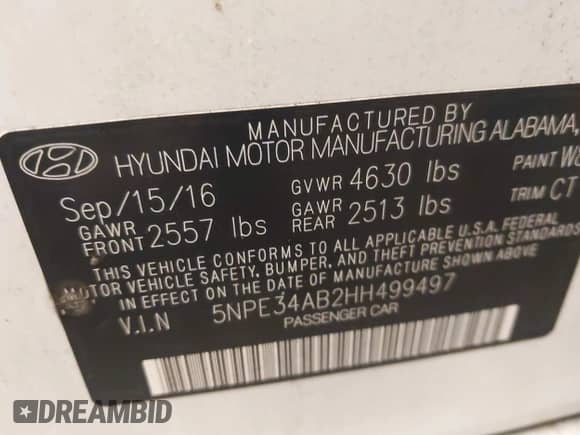 MANUFACTURED BY
HYUNDAI MOTOR MANUFACTURING ALABAMA,
Sep/15/16 GVWR 4630 lbs PAINT
GAWR FRONT 2557 lbs GAWR REAR 2513 lbs TRIM CT
THIS VEHICLE CONFORMS TO ALL APPLICABLE U.S.A. FEDERAL
MOTOR VEHICLE SAFETY, BUMPER, AND THEFT PREVENTION STANDARDS
IN EFFECT ON THE DATE OF MANUFACTURE SHOWN ABOVE.
V.I.N 5NPE34AB2HH499497
PASSENGER CAR
DREAMBID